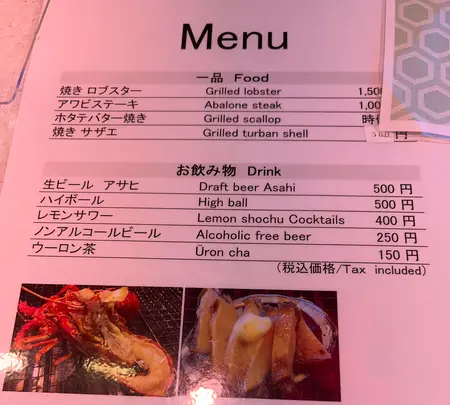 Menu
一品 Food
焼き ロブスター Grilled lobster 1,50
アワビステーキ Abalone steak 1,00
ホタテバター焼き Grilled scallop 時
焼き サザエ Grilled turban shell 円
お飲み物 Drink
生ビール アサヒ Draft beer Asahi 500 円
ハイボール High ball 500 円
レモンサワー Lemon shochu Cocktails 400 円
ノンアルコールビール Alcoholic free beer 250 円
ウーロン茶 Üron cha 150 円
(税込価格/Tax included)